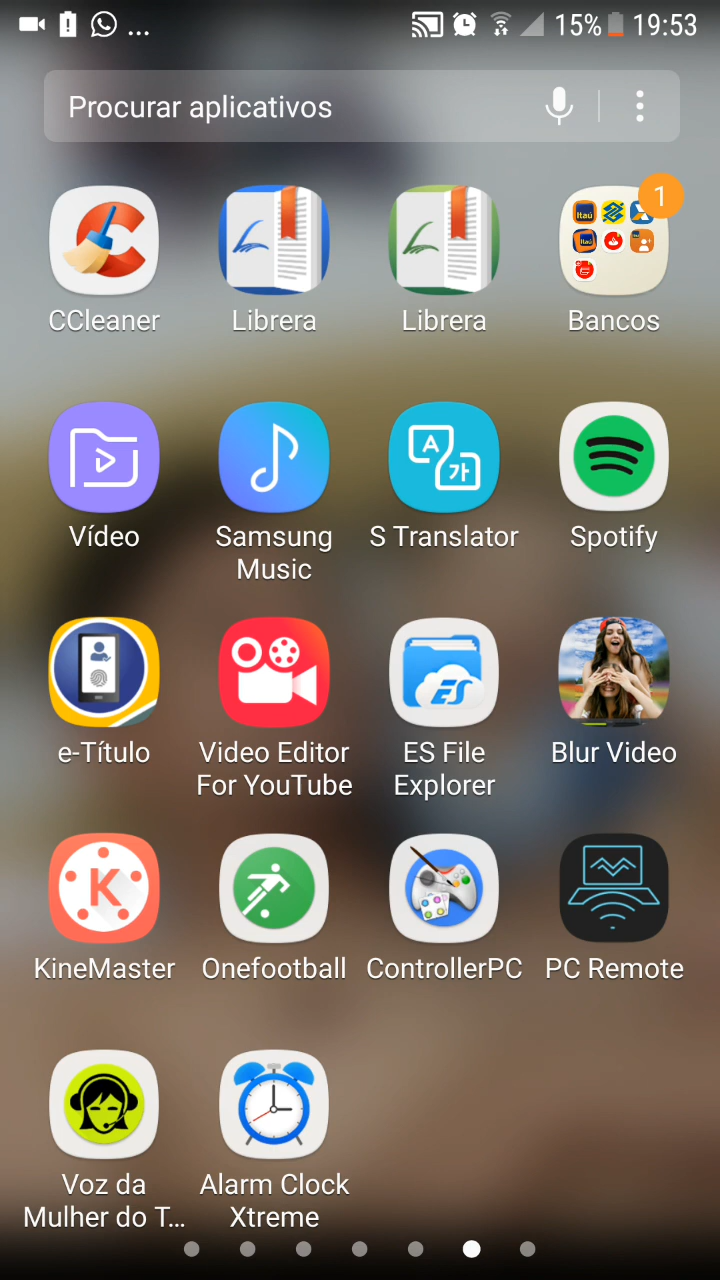 ... 15% 19:53
Procurar aplicativos
1
CCleaner Librera Librera Bancos
Vídeo Samsung Music S Translator Spotify
e-Título Video Editor For YouTube ES File Explorer Blur Video
KineMaster Onefootball ControllerPC PC Remote
Voz da Mulher do T... Alarm Clock Xtreme